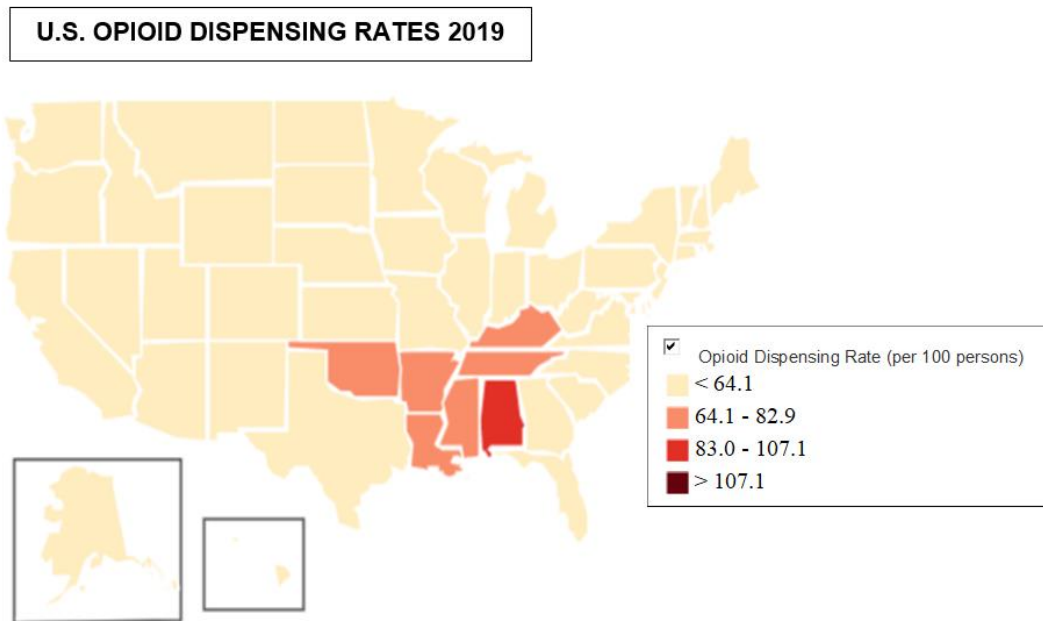 U.S. OPIOID DISPENSING RATES 2019
Opioid Dispensing Rate (per 100 persons)
< 64.1
64.1 - 82.9
83.0 - 107.1
> 107.1